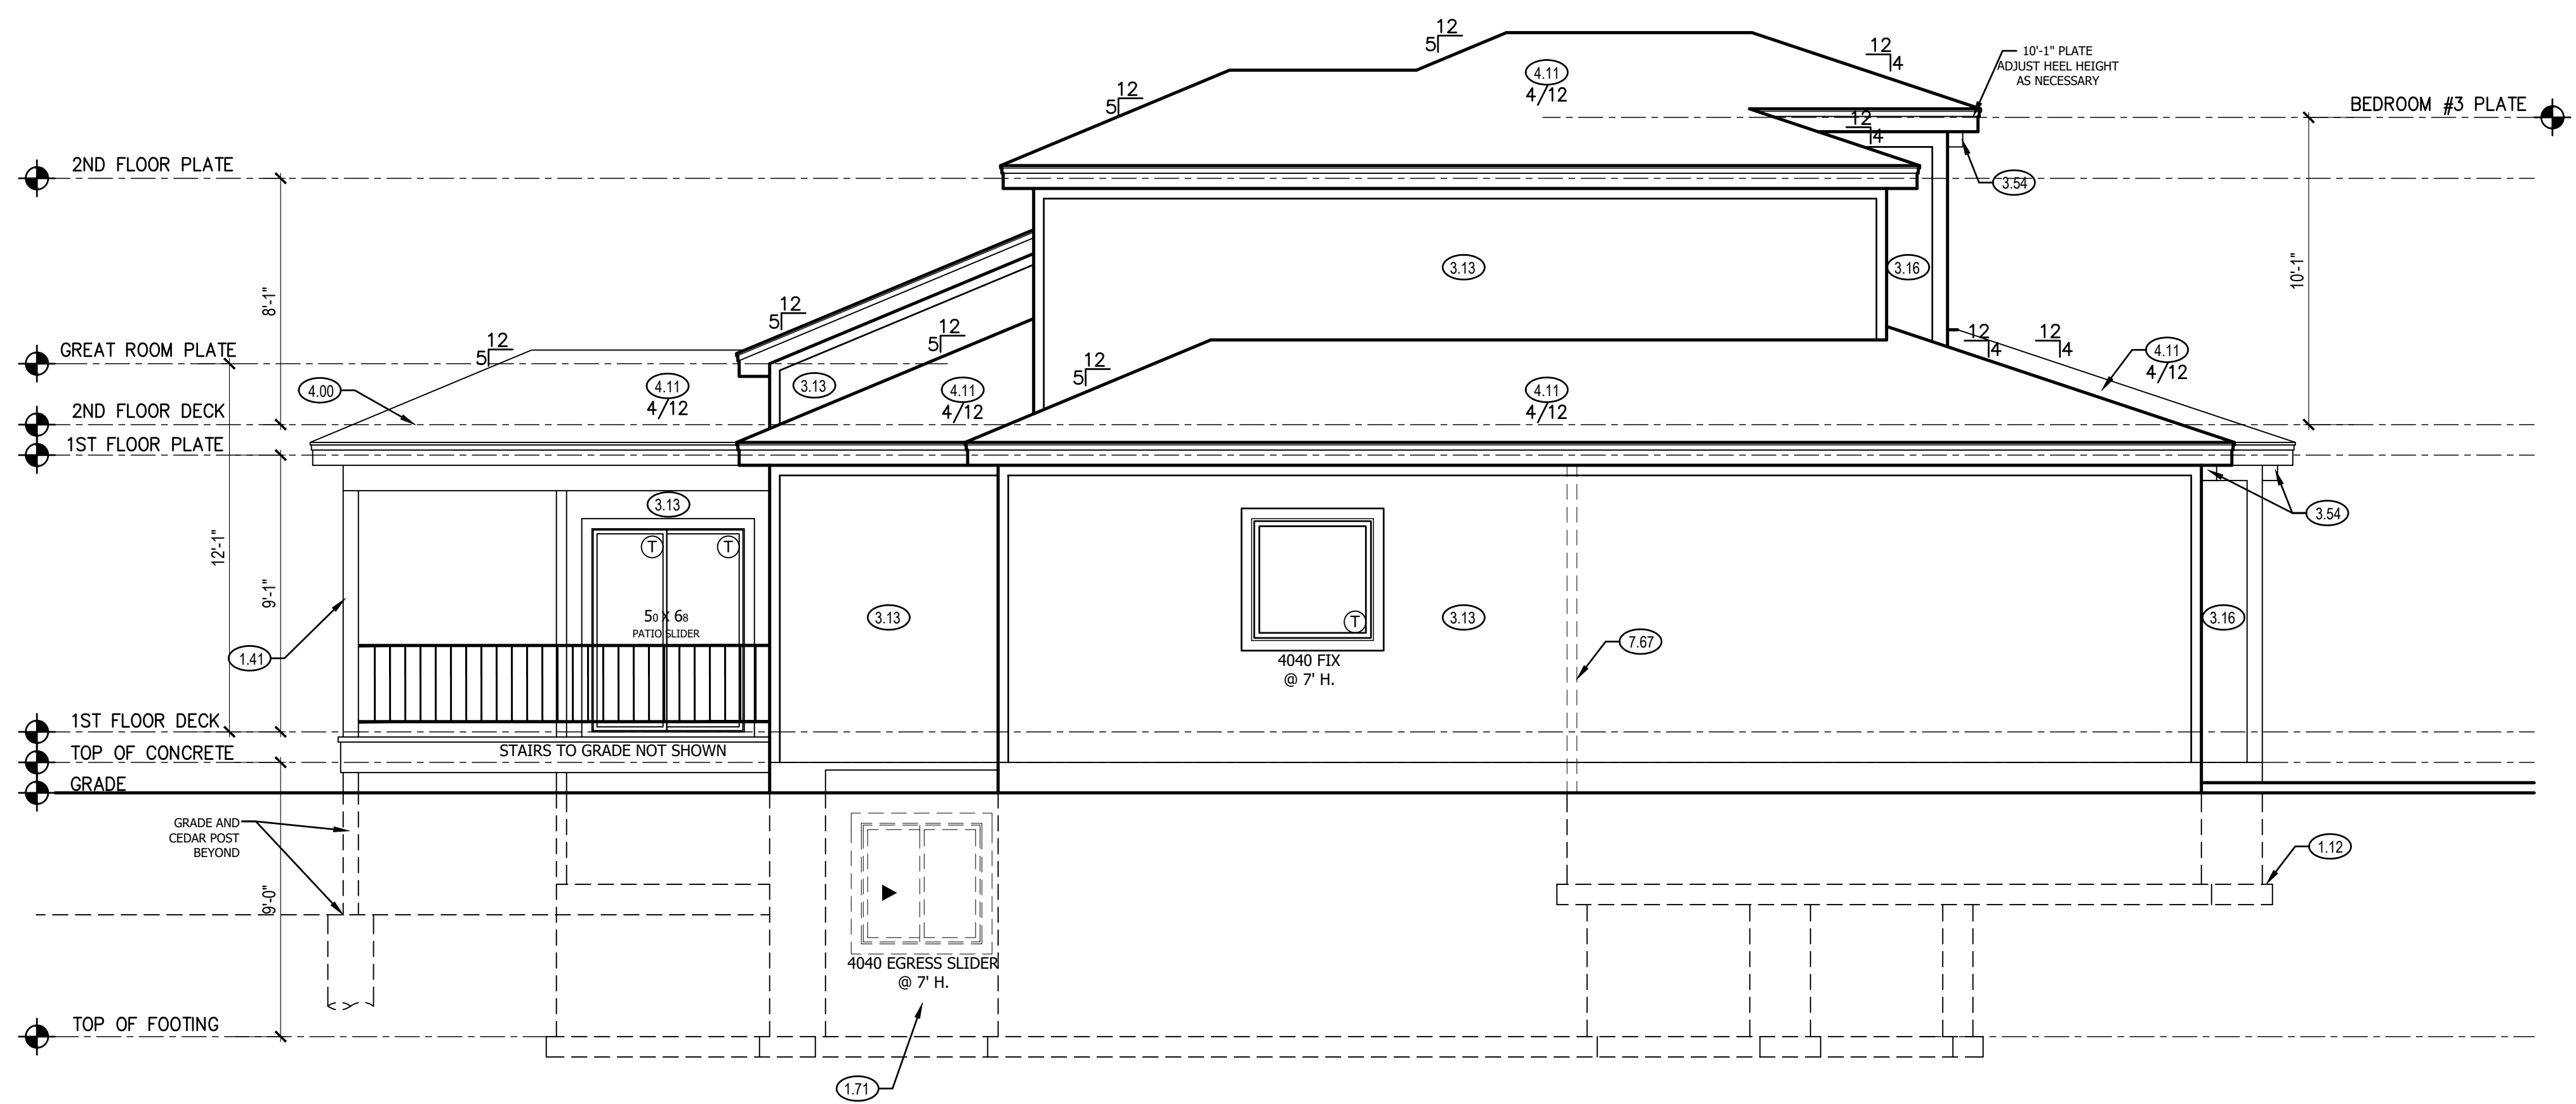 12
5
12
4
10'-1" PLATE
ADJUST HEEL HEIGHT
AS NECESSARY
4.11
4/12
12
5
BEDROOM #3 PLATE
12
4
2ND FLOOR PLATE
3.54
3.13
3.16
10'-1"
8'-1"
12
5
12
5
12
5
12
4
12
4
GREAT ROOM PLATE
12
5
4.11
4/12
4.00
4.11
4/12
3.13
4.11
4/12
4.11
4/12
2ND FLOOR DECK
1ST FLOOR PLATE
3.13
3.54
T
T
12'-1"
9'-1"
50 X 68
PATIO SLIDER
3.13
T
3.13
3.16
7.67
1.41
4040 FIX
@ 7' H.
1ST FLOOR DECK
TOP OF CONCRETE
STAIRS TO GRADE NOT SHOWN
GRADE
GRADE AND
CEDAR POST
BEYOND
1.12
9'-0"
4040 EGRESS SLIDER
@ 7' H.
TOP OF FOOTING
1.71